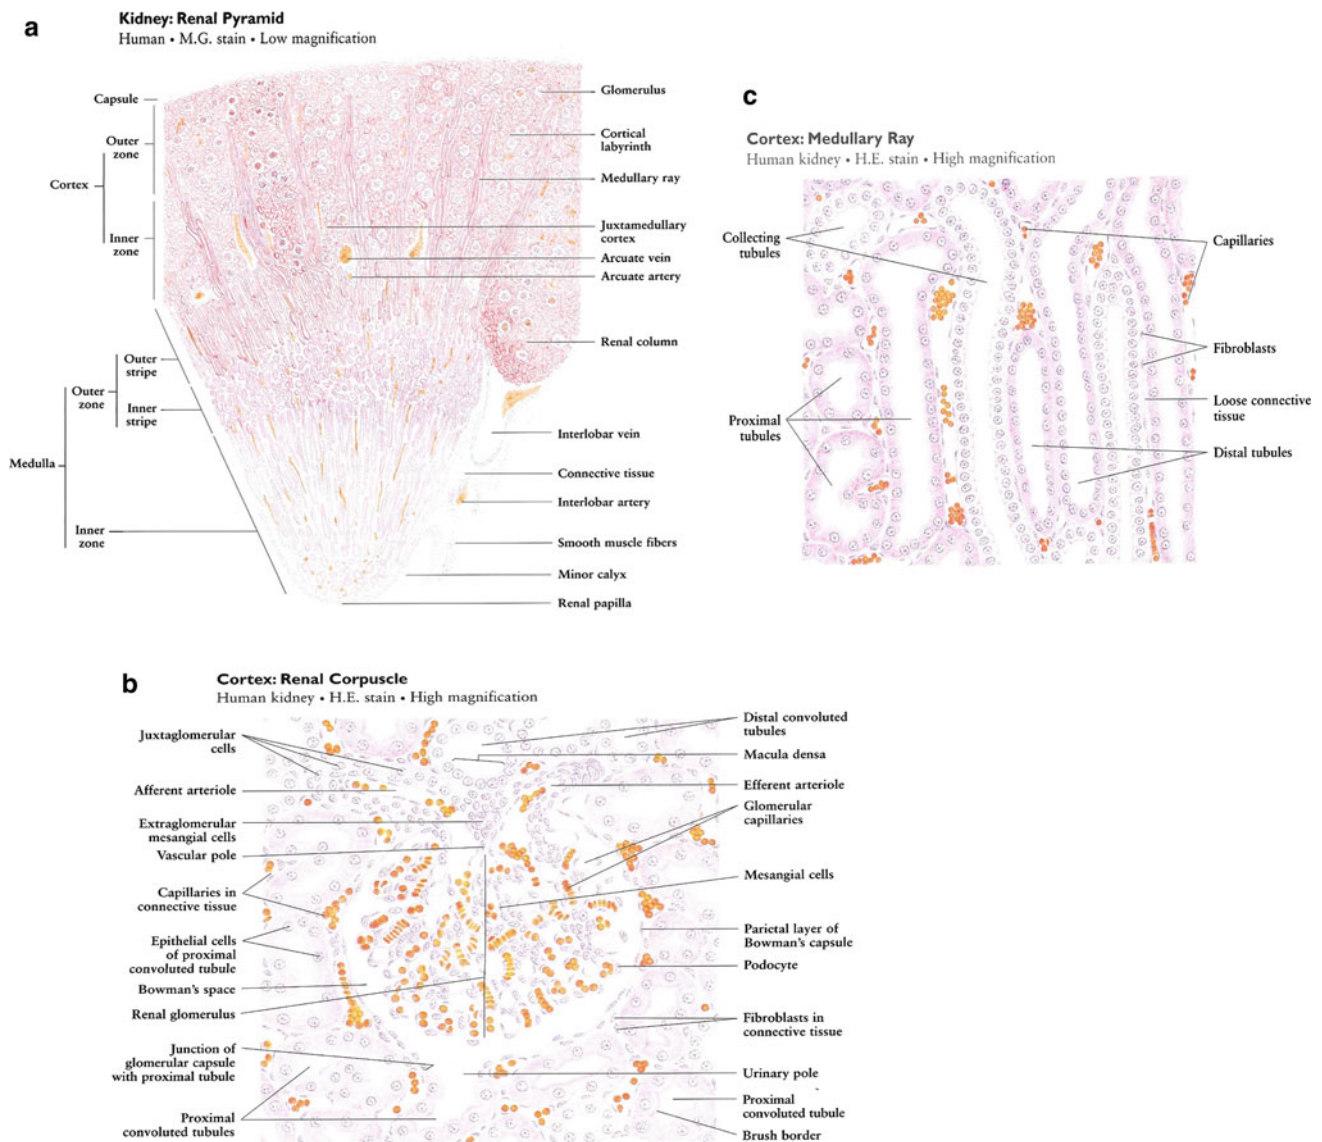 a
Kidney: Renal Pyramid
Human • M.G. stain • Low magnification
Capsule
Outer
zone
Cortex
Inner
zone
Outer
stripe
Outer
zone
Inner
stripe
Medulla
Inner
zone
Glomerulus
Cortical
labyrinth
Medullary ray
Juxtamedullary
cortex
Arcuate vein
Arcuate artery
Renal column
Interlobar vein
Connective tissue
Interlobar artery
Smooth muscle fibers
Minor calyx
Renal papilla
c
Cortex: Medullary Ray
Human kidney • H.E. stain • High magnification
Collecting
tubules
Proximal
tubules
Capillaries
Fibroblasts
Loose connective
tissue
Distal tubules
b
Cortex: Renal Corpuscle
Human kidney • H.E. stain • High magnification
Juxtaglomerular
cells
Afferent arteriole
Extraglomerular
mesangial cells
Vascular pole
Capillaries in
connective tissue
Epithelial cells
of proximal
convoluted tubule
Bowman's space
Renal glomerulus
Junction of
glomerular capsule
with proximal tubule
Proximal
convoluted tubules
Distal convoluted
tubules
Macula densa
Efferent arteriole
Glomerular
capillaries
Mesangial cells
Parietal layer of
Bowman's capsule
Podocyte
Fibroblasts in
connective tissue
Urinary pole
Proximal
convoluted tubule
Brush border